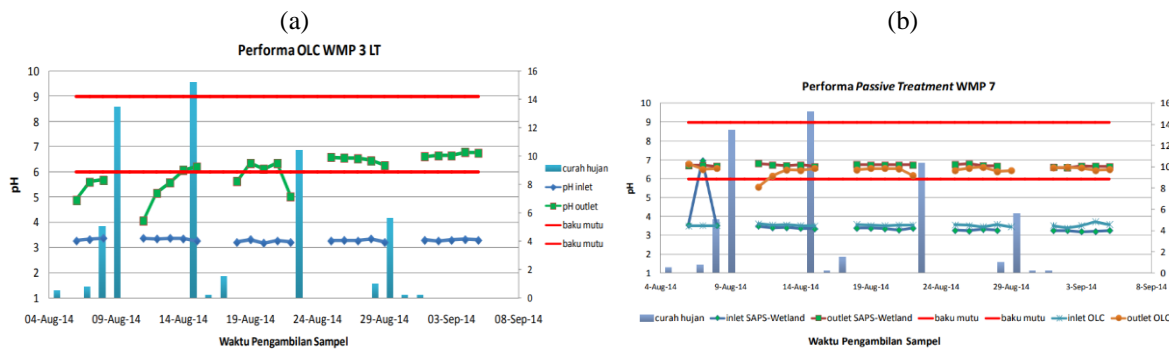 (a)
(b)
Performa OLC WMP 3 LT
10
9
8
7
6
5
4
3
2
1
pH
16
14
12
10
8
6
4
2
0
curah hujan
pH inlet
pH outlet
baku mutu
baku mutu
04-Aug-14 09-Aug-14 14-Aug-14 19-Aug-14 24-Aug-14 29-Aug-14 03-Sep-14 08-Sep-14
Waktu Pengambilan Sampel
Performa Passive Treatment WMP 7
10
9
8
7
6
5
4
3
2
1
pH
16
14
12
10
8
6
4
2
0
4-Aug-14 9-Aug-14 14-Aug-14 19-Aug-14 24-Aug-14 29-Aug-14 3-Sep-14 8-Sep-14
curah hujan inlet SAPS-Wetland outlet SAPS-Wetland baku mutu baku mutu inlet OLC outlet OLC
Waktu Pengambilan Sampel